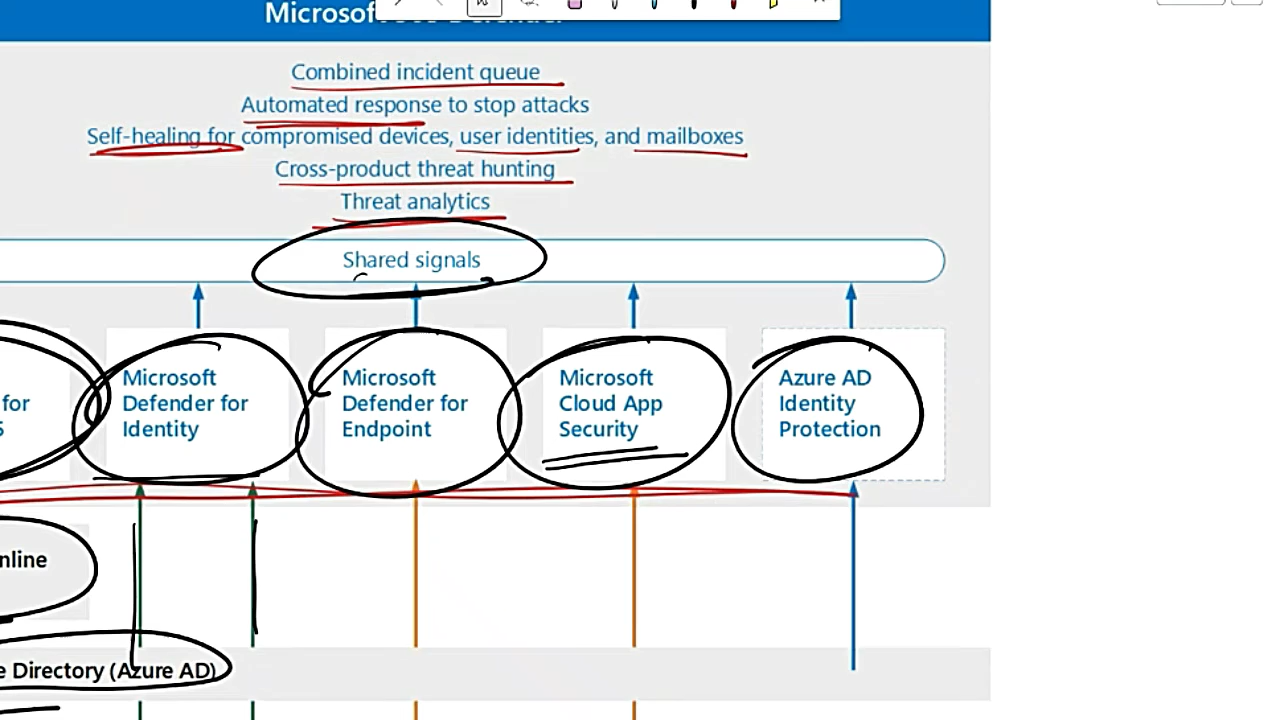 Combined incident queue
Automated response to stop attacks
Self-healing for compromised devices, user identities, and mailboxes
Cross-product threat hunting
Threat analytics
Shared signals
for
Microsoft
Defender for
Identity
Microsoft
Defender for
Endpoint
Microsoft
Cloud App
Security
Azure AD
Identity
Protection
Directory (Azure AD)